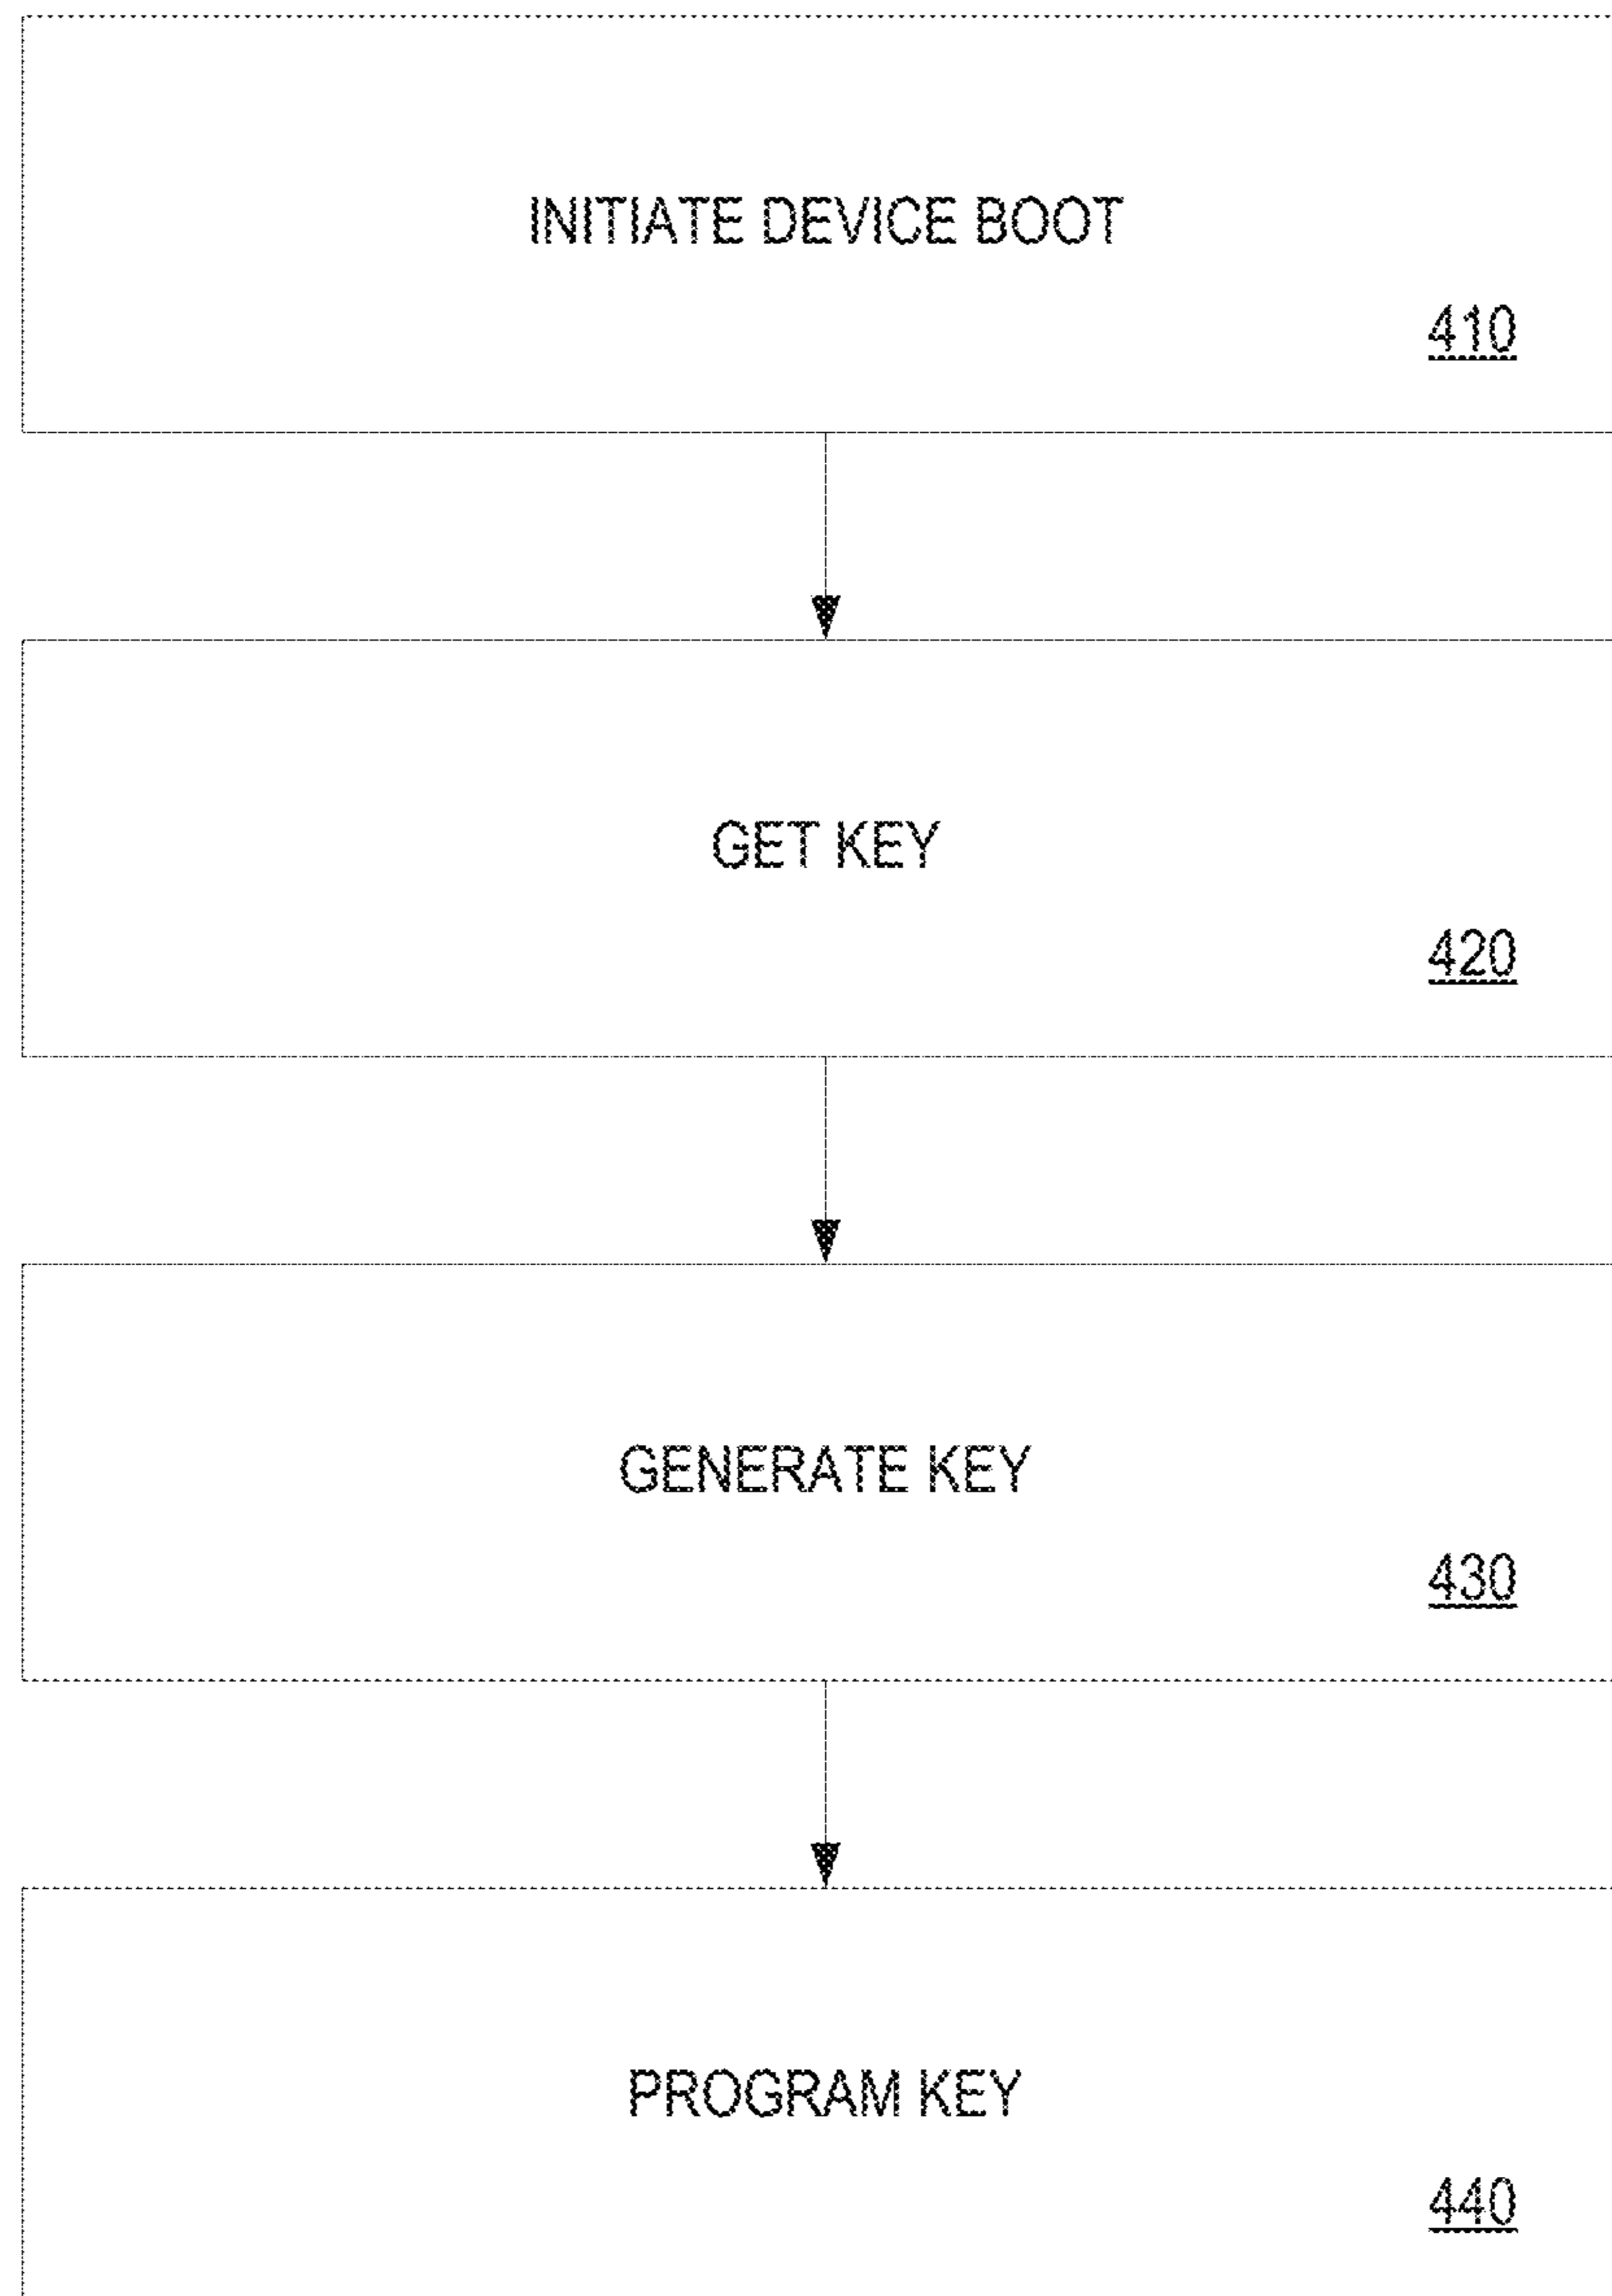 INITIATE DEVICE BOOT
410
GET KEY
420
GENERATE KEY
430
PROGRAM KEY
440